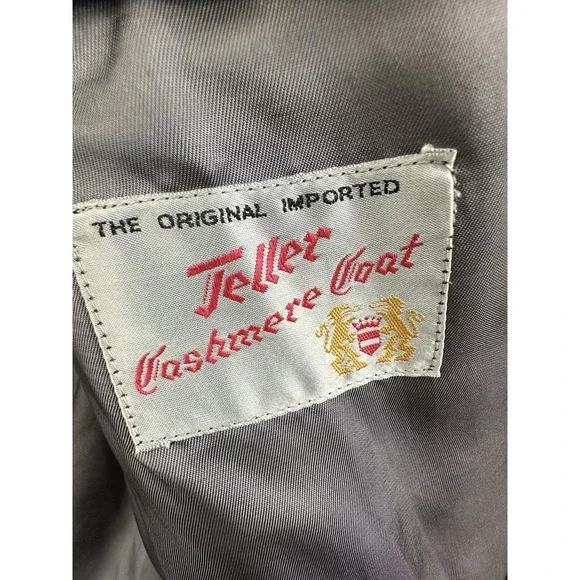 THE ORIGINAL IMPORTED
Teller
Cashmere Coat